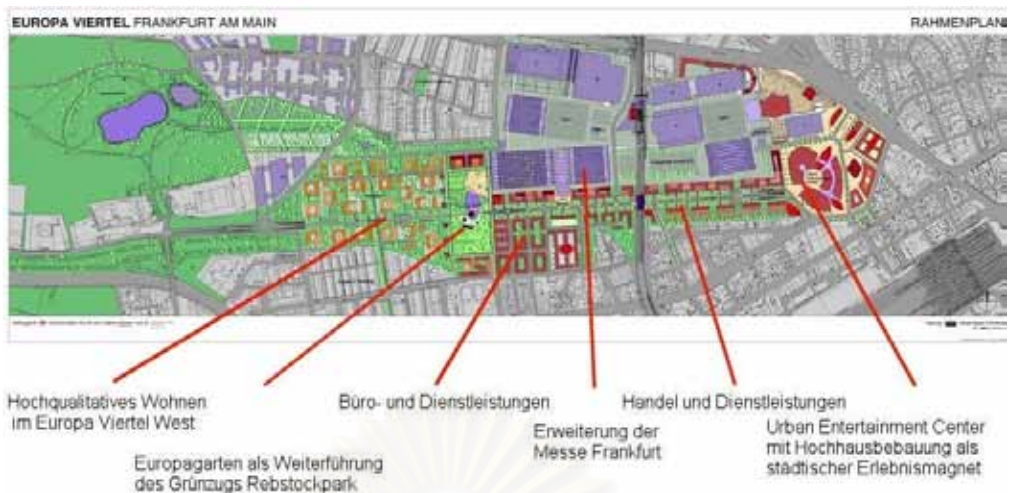 EUROPA VIERTEL FRANKFURT AM MAIN
RAHMENPLAN
Hochqualitatives Wohnen
im Europa Viertel West
Europagarten als Weiterführung
des Grünzugs Rebstockpark
Büro- und Dienstleistungen
Erweiterung der
Messe Frankfurt
Handel und Dienstleistungen
Urban Entertainment Center
mit Hochhausbebauung als
städtischer Erlebnismagnet